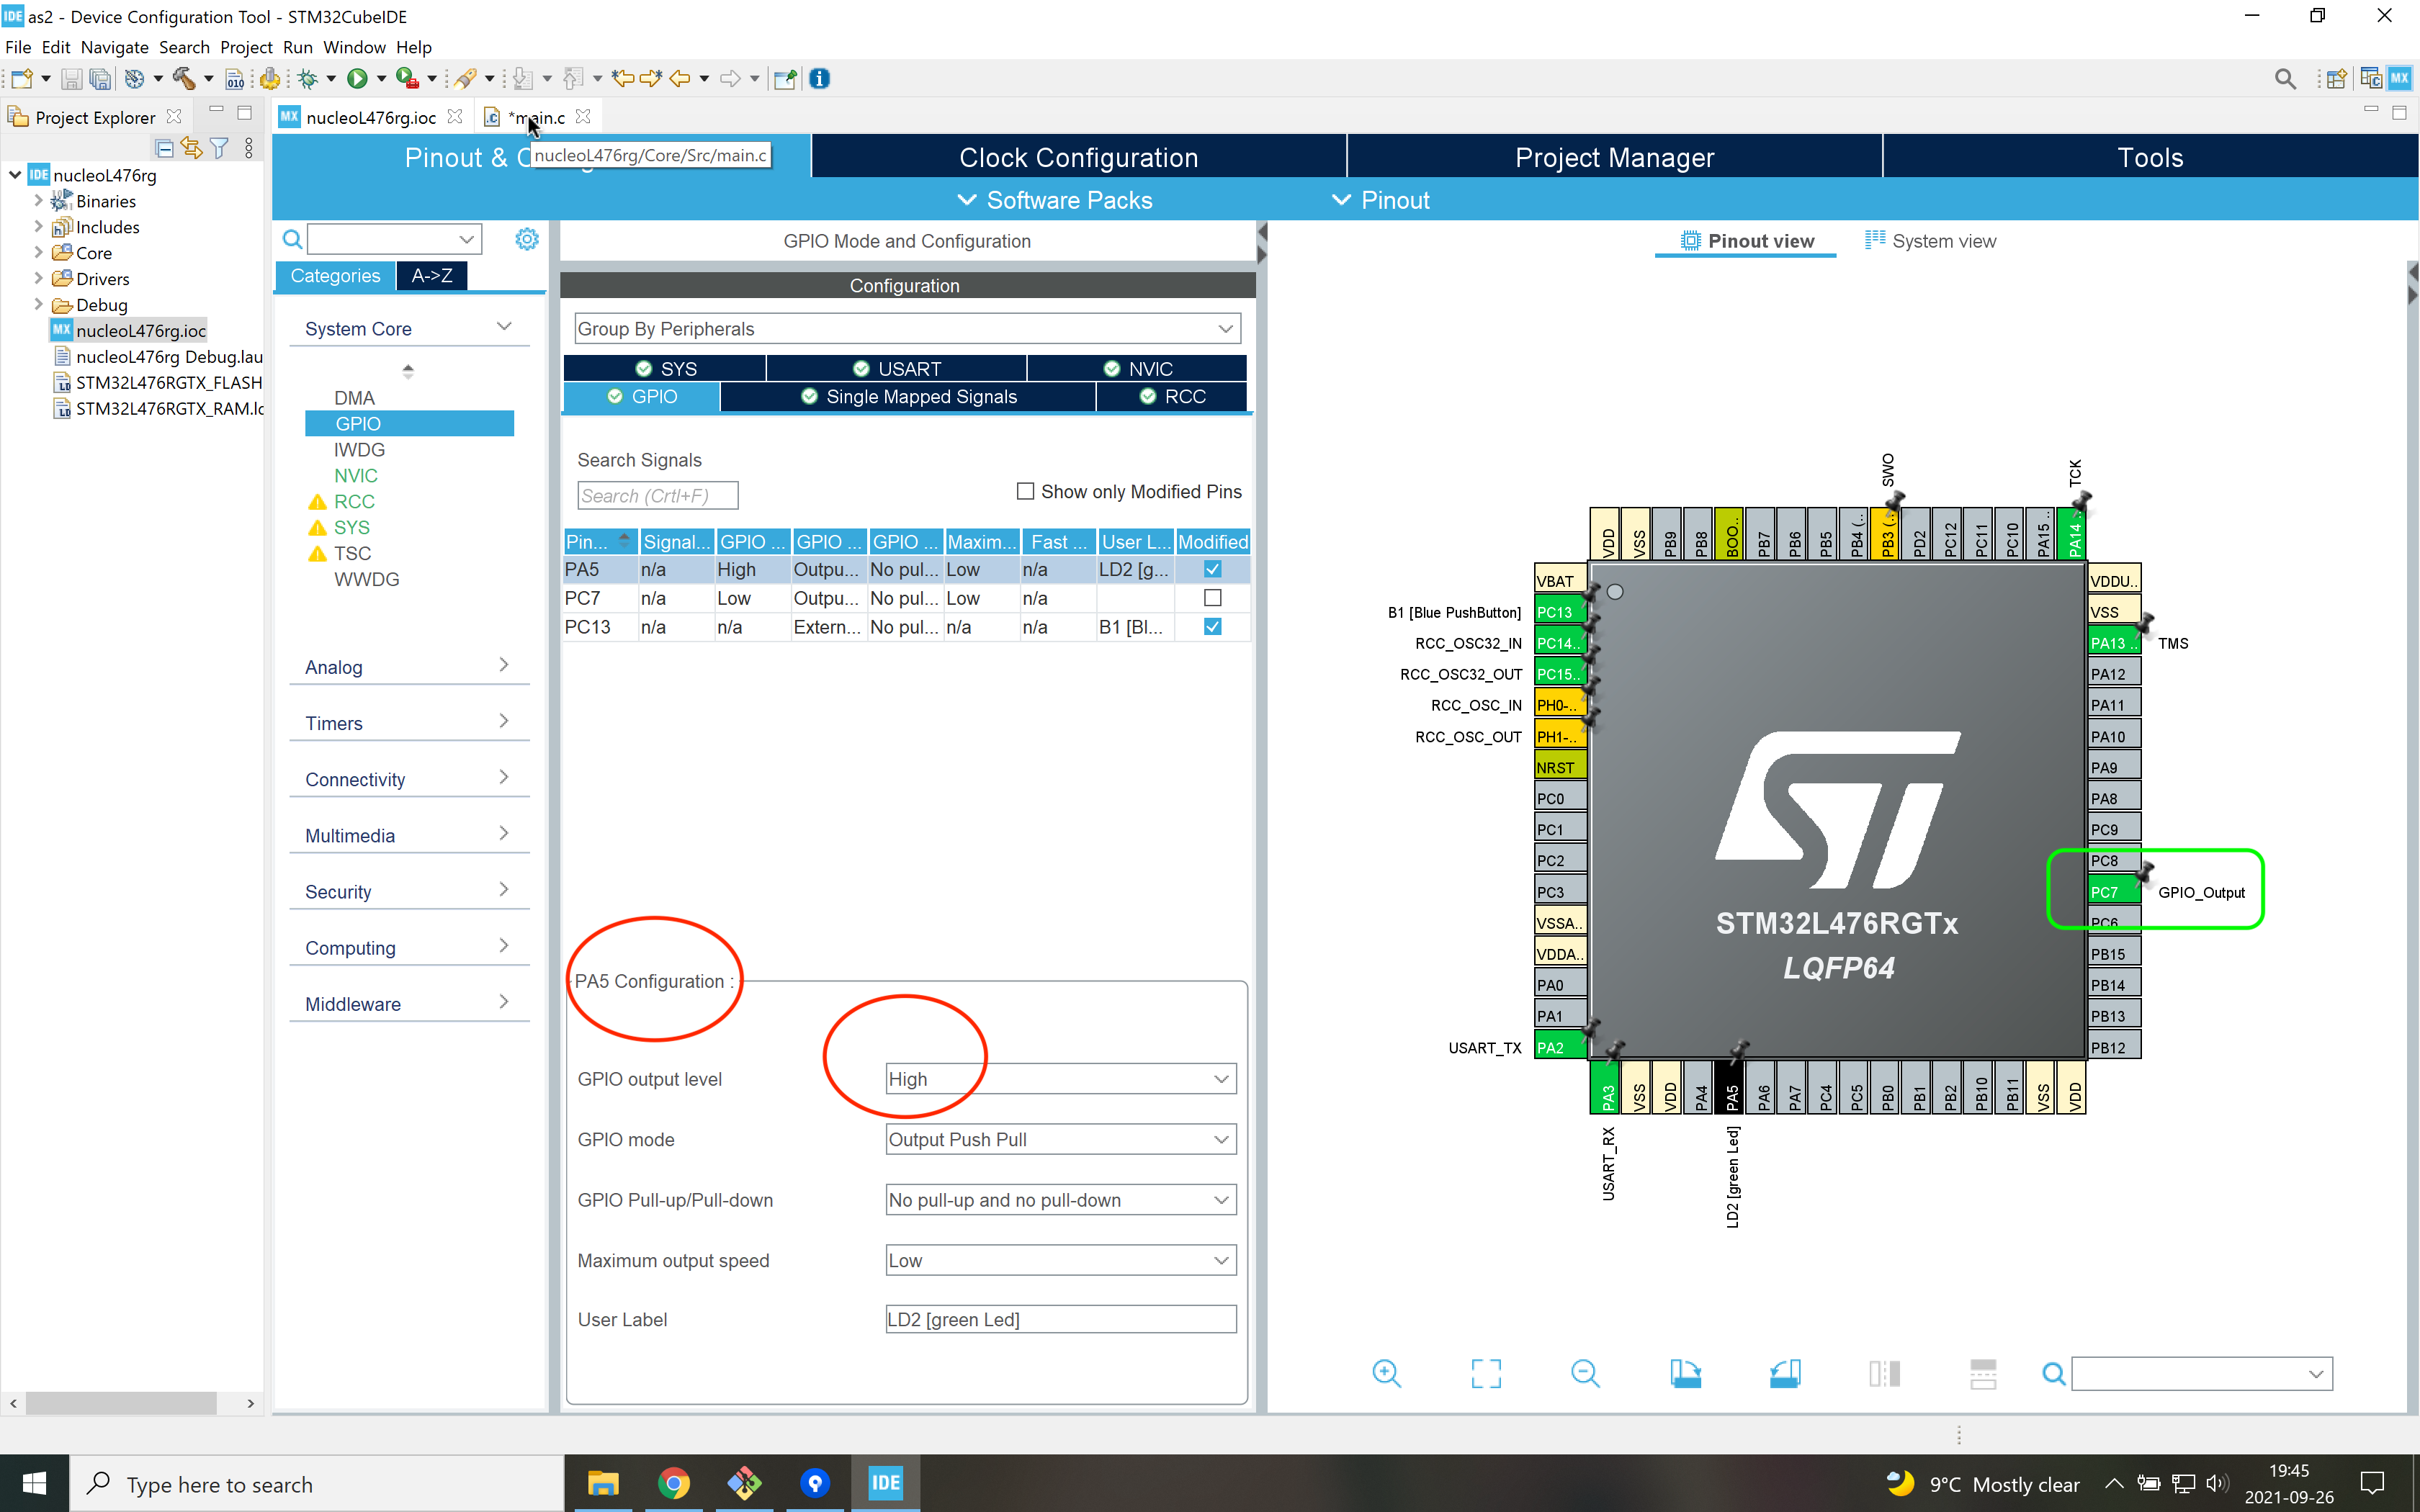 IDE as2 - Device Configuration Tool - STM32CubeIDE
File Edit Navigate Search Project Run Window Help
010
MX
Project Explorer
MX nucleoL476rg.ioc
.c *main.c
IDE nucleoL476rg
Binaries
Includes
Core
Drivers
Debug
MX nucleoL476rg.ioc
nucleoL476rg Debug.lau
STM32L476RGTX_FLASH
STM32L476RGTX_RAM.lc
Pinout & C
nucleoL476rg/Core/Src/main.c
Clock Configuration
Project Manager
Tools
Software Packs
Pinout
Categories
A->Z
System Core
DMA
GPIO
IWDG
NVIC
RCC
SYS
TSC
WWDG
Analog
Timers
Connectivity
Multimedia
Security
Computing
Middleware
GPIO Mode and Configuration
Configuration
Group By Peripherals
SYS
USART
NVIC
GPIO
Single Mapped Signals
RCC
Search Signals
Search (Crtl+F)
Show only Modified Pins
Pin... Signal... GPIO ... GPIO ... GPIO ... Maxim... Fast ... User L... Modified
PA5 n/a High Outpu... No pul... Low n/a LD2 [g...
PC7 n/a Low Outpu... No pul... Low n/a
PC13 n/a n/a Extern... No pul... n/a n/a B1 [Bl...
PA5 Configuration :
GPIO output level High
GPIO mode Output Push Pull
GPIO Pull-up/Pull-down No pull-up and no pull-down
Maximum output speed Low
User Label LD2 [green Led]
Pinout view
System view
SWO
TCK
VDD VSS PB9 PB8 BOO.. PB7 PB6 PB5 PB4 (.. PB3 (.. PD2 PC12 PC11 PC10 PA15 .. PA14 ..
VBAT
B1 [Blue PushButton] PC13
RCC_OSC32_IN PC14..
RCC_OSC32_OUT PC15..
RCC_OSC_IN PH0-..
RCC_OSC_OUT PH1-..
NRST
PC0
PC1
PC2
PC3
VSSA..
VDDA..
PA0
PA1
USART_TX PA2
STM32L476RGTx
LQFP64
VDDU..
VSS
PA13 .. TMS
PA12
PA11
PA10
PA9
PA8
PC9
PC8
PC7 GPIO_Output
PC6
PB15
PB14
PB13
PB12
PA3 VSS VDD PA4 PA5 PA6 PA7 PC4 PC5 PB0 PB1 PB2 PB10 PB11 VSS VDD
USART_RX
LD2 [green Led]
Type here to search
IDE
9°C Mostly clear
19:45
2021-09-26